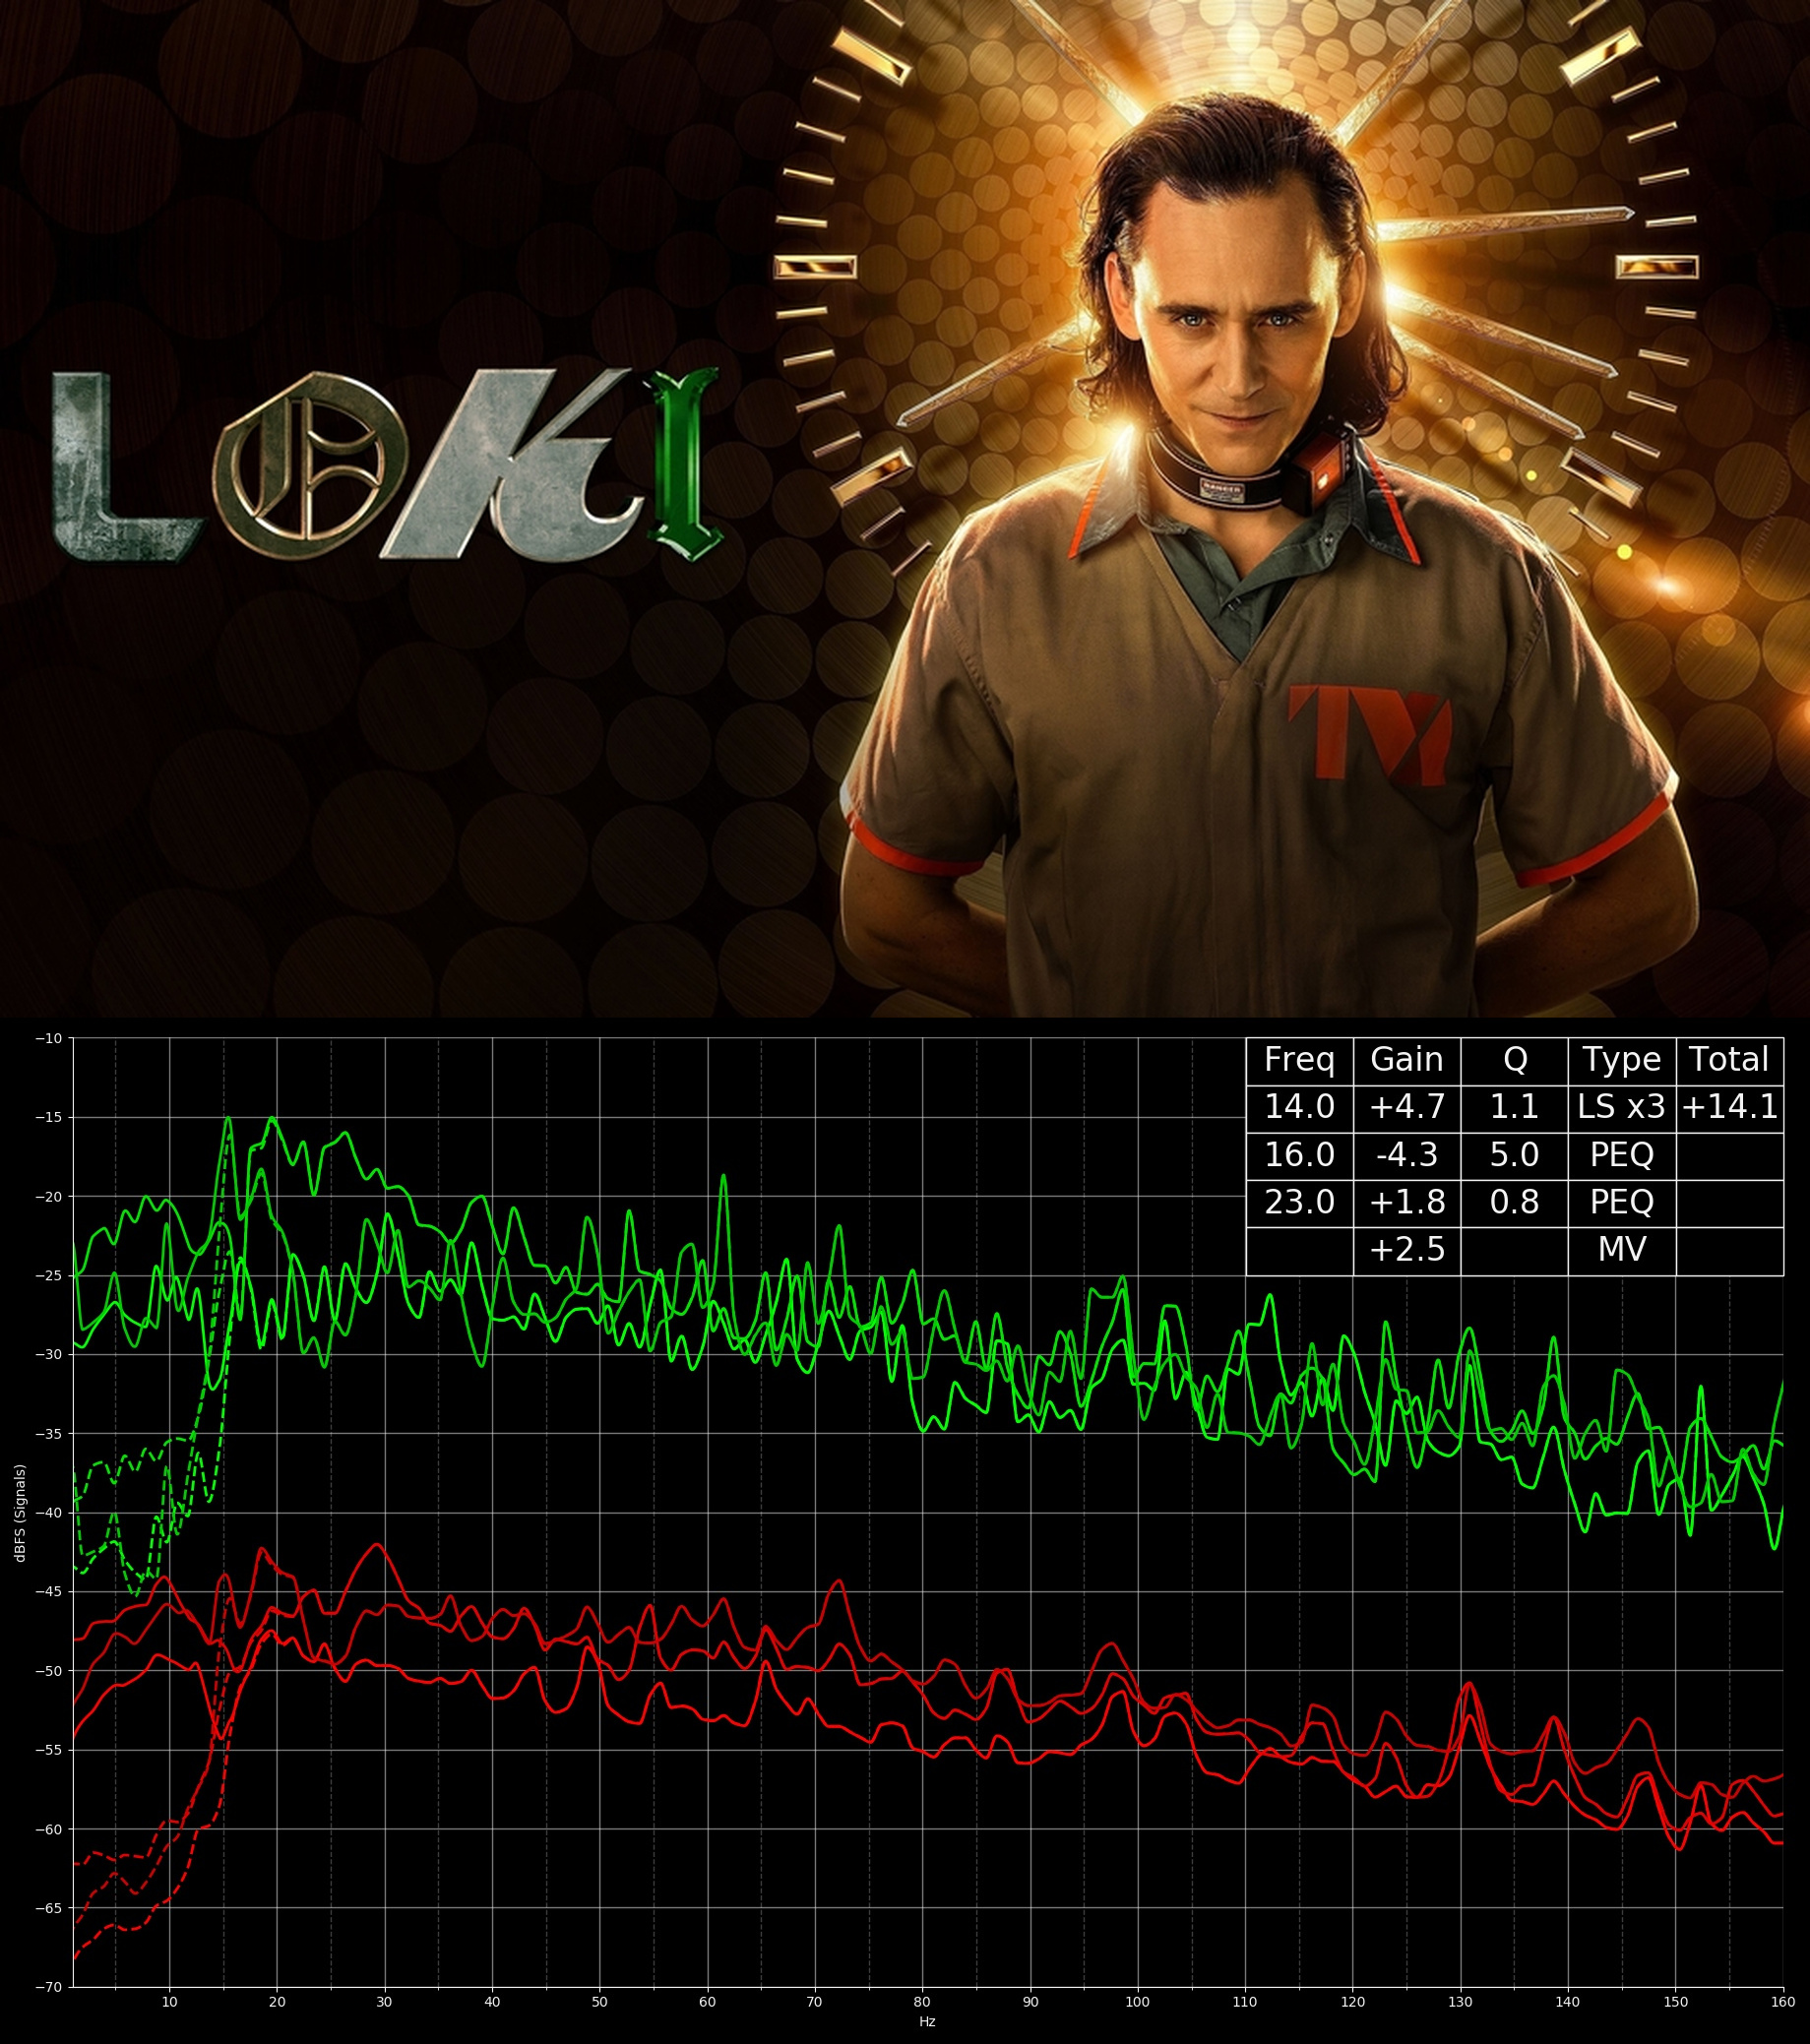 LOKI
DANGER
TVA
Freq Gain Q Type Total
14.0 +4.7 1.1 LS x3 +14.1
16.0 -4.3 5.0 PEQ
23.0 +1.8 0.8 PEQ
+2.5 MV
−10
−15
−20
−25
−30
−35
−40
−45
−50
−55
−60
−65
−70
dBFS (Signals)
10 20 30 40 50 60 70 80 90 100 110 120 130 140 150 160
Hz